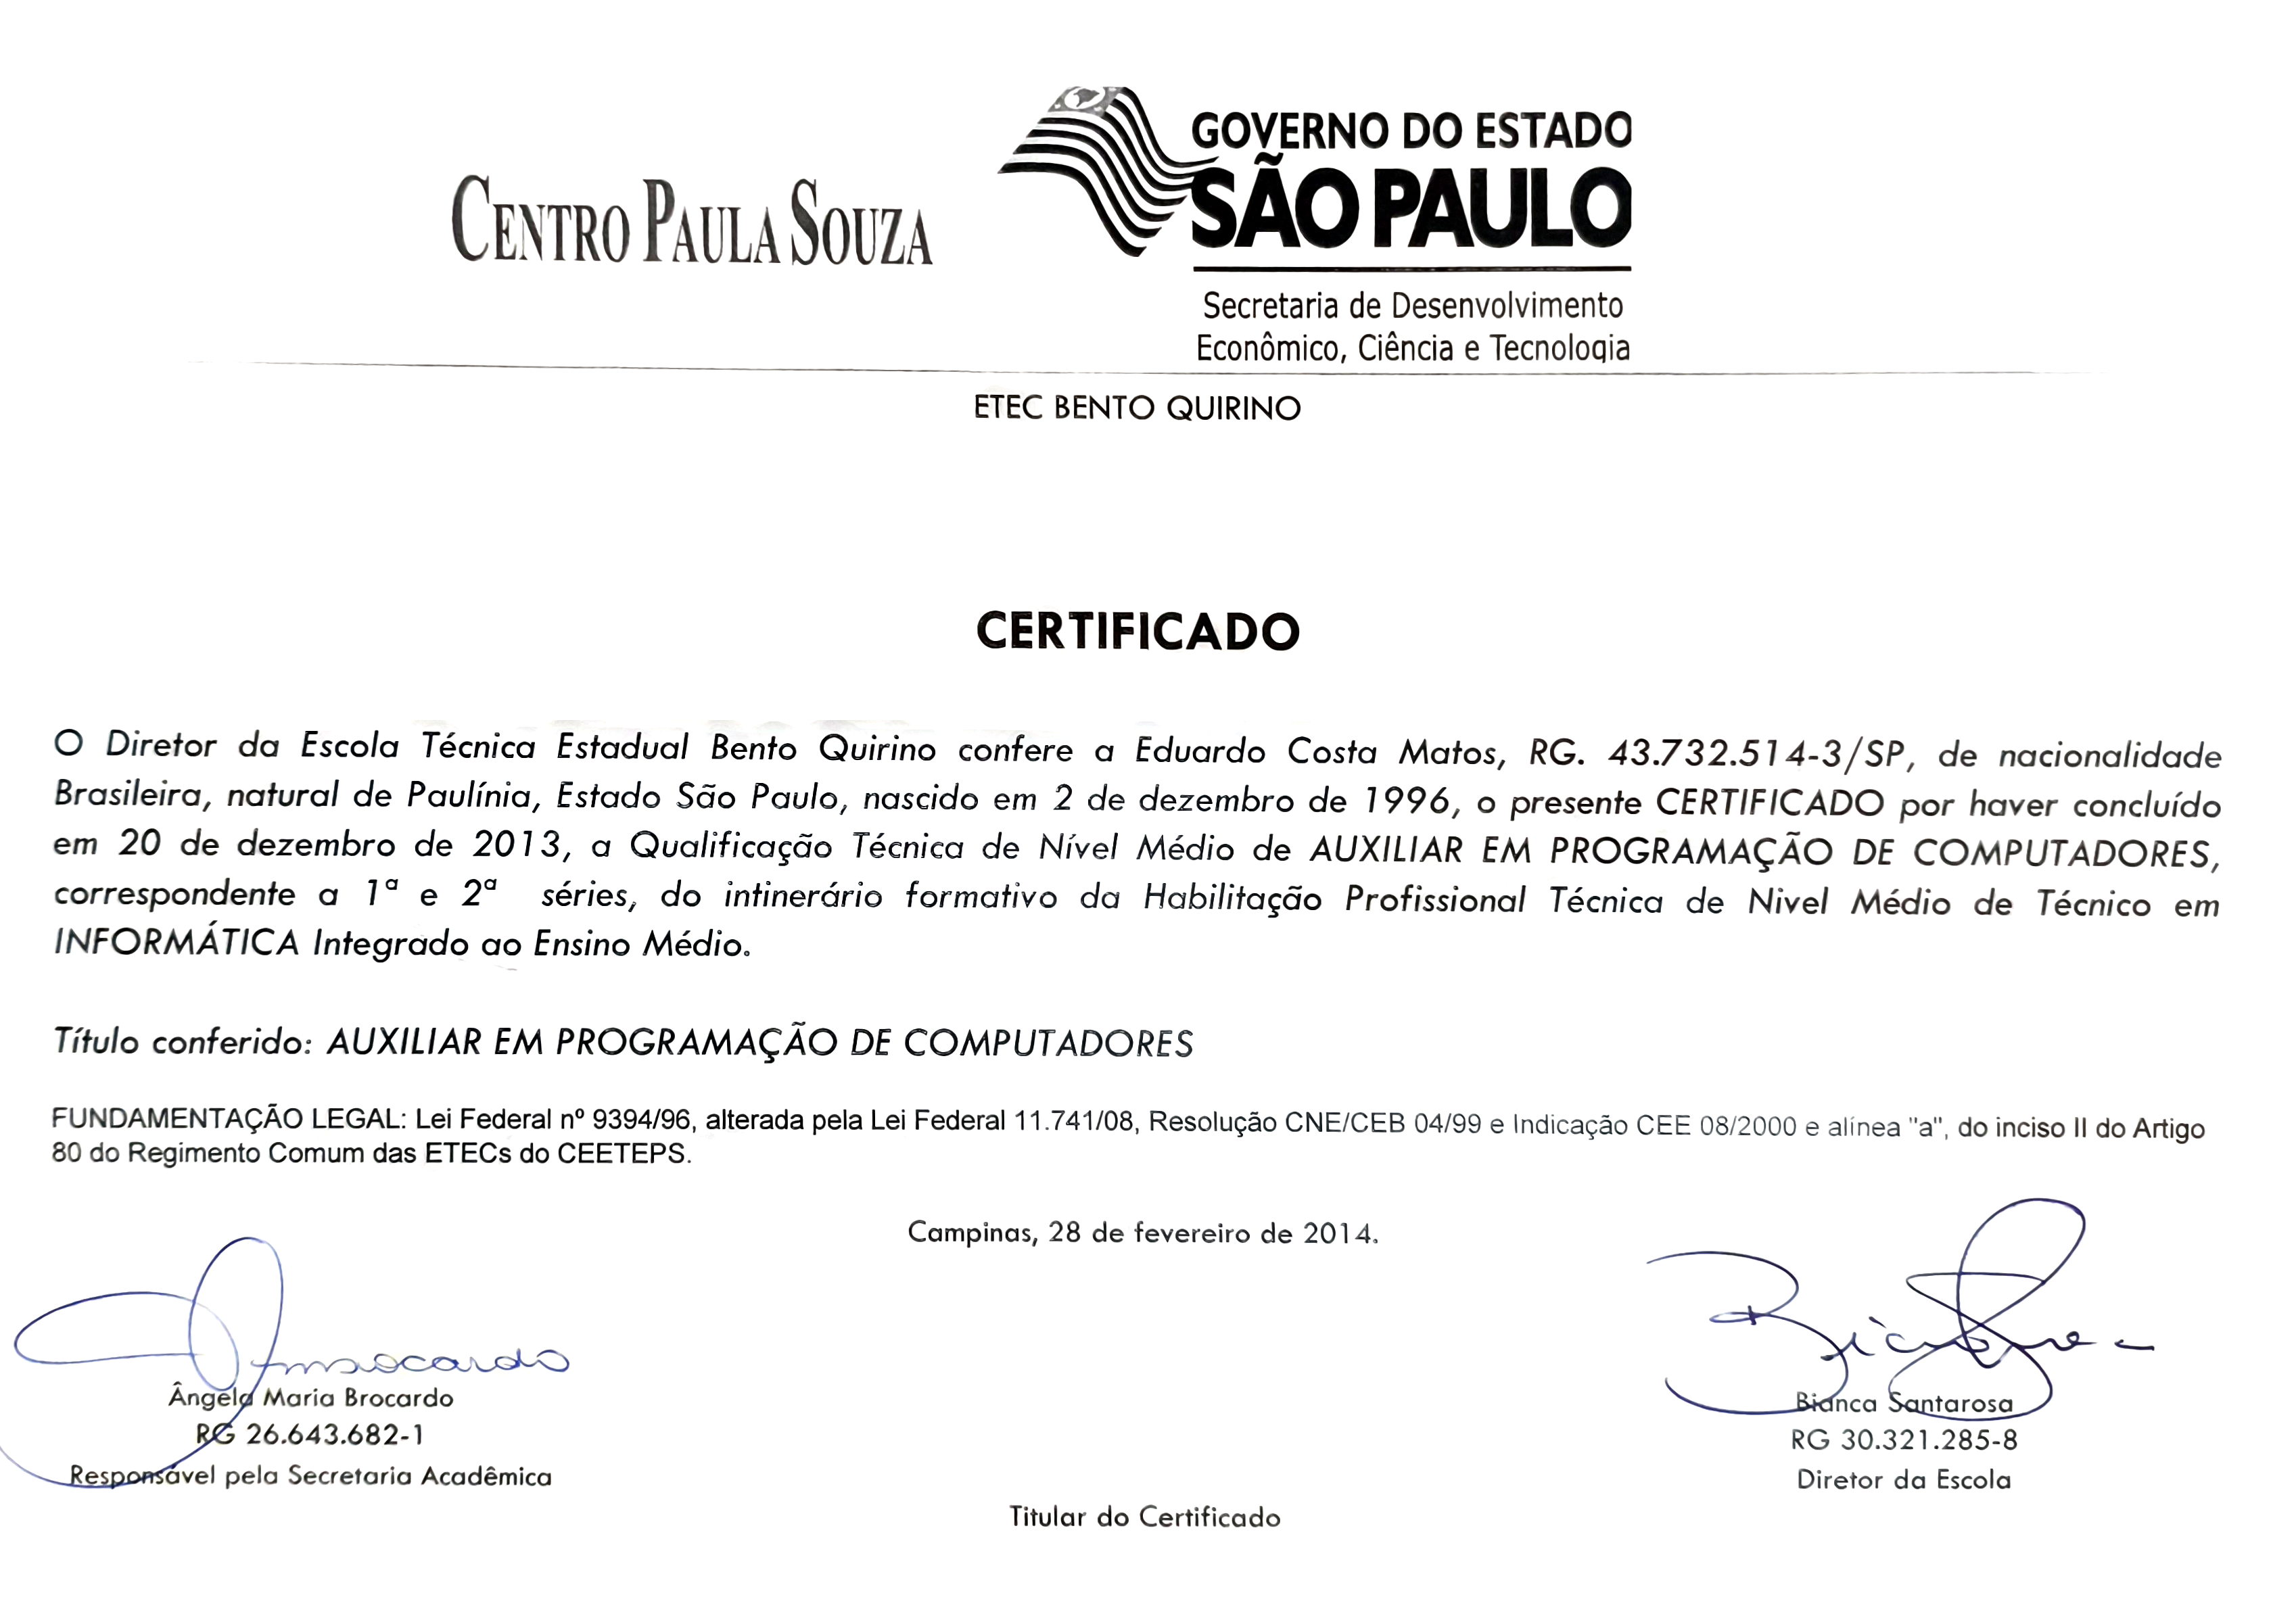 CENTRO PAULA SOUZA
GOVERNO DO ESTADO
SÃO PAULO
Secretaria de Desenvolvimento
Econômico, Ciência e Tecnologia
ETEC BENTO QUIRINO
CERTIFICADO
O Diretor da Escola Técnica Estadual Bento Quirino confere a Eduardo Costa Matos, RG. 43.732.514-3/SP, de nacionalidade
Brasileira, natural de Paulínia, Estado São Paulo, nascido em 2 de dezembro de 1996, o presente CERTIFICADO por haver concluído
em 20 de dezembro de 2013, a Qualificação Técnica de Nível Médio de AUXILIAR EM PROGRAMAÇÃO DE COMPUTADORES,
correspondente a 1ª e 2ª séries, do intinerário formativo da Habilitação Profissional Técnica de Nivel Médio de Técnico em
INFORMÁTICA Integrado ao Ensino Médio.
Título conferido: AUXILIAR EM PROGRAMAÇÃO DE COMPUTADORES
FUNDAMENTAÇÃO LEGAL: Lei Federal nº 9394/96, alterada pela Lei Federal 11.741/08, Resolução CNE/CEB 04/99 e Indicação CEE 08/2000 e alínea "a", do inciso II do Artigo
80 do Regimento Comum das ETECs do CEETEPS.
Campinas, 28 de fevereiro de 2014.
Ângela Maria Brocardo
RG 26.643.682-1
Responsável pela Secretaria Acadêmica
Bianca Santarosa
RG 30.321.285-8
Diretor da Escola
Titular do Certificado